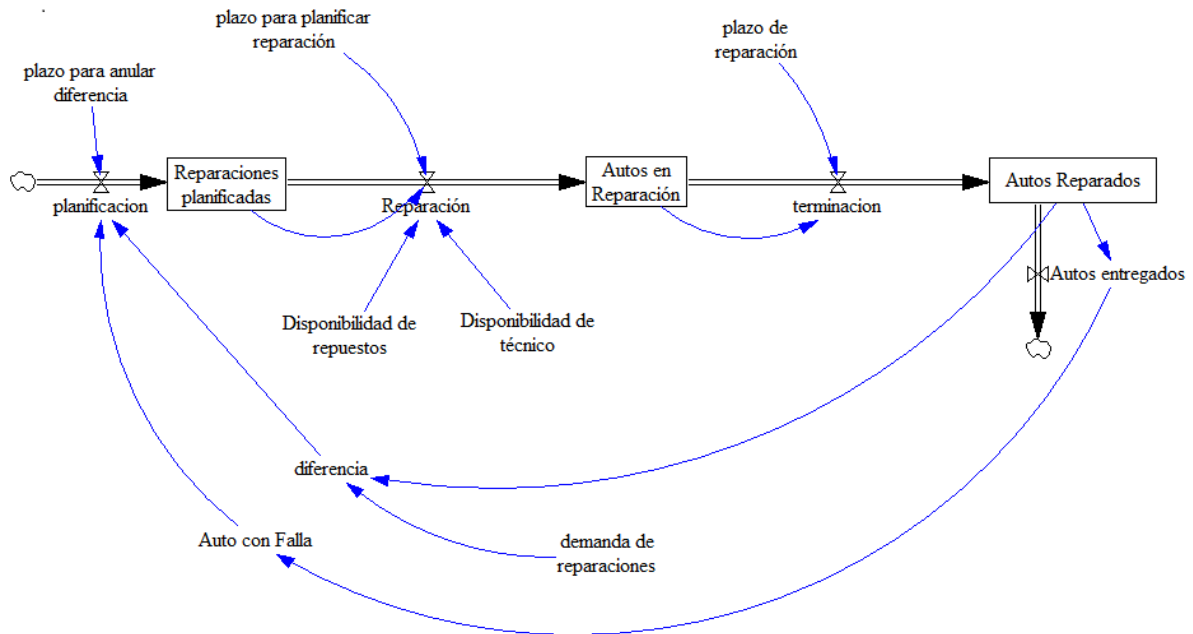 plazo para planificar
reparación
plazo de
reparación
plazo para anular
diferencia
Reparaciones
planificadas
Autos en
Reparación
Autos Reparados
planificacion
Reparación
terminacion
Autos entregados
Disponibilidad de
repuestos
Disponibilidad de
técnico
diferencia
Auto con Falla
demanda de
reparaciones